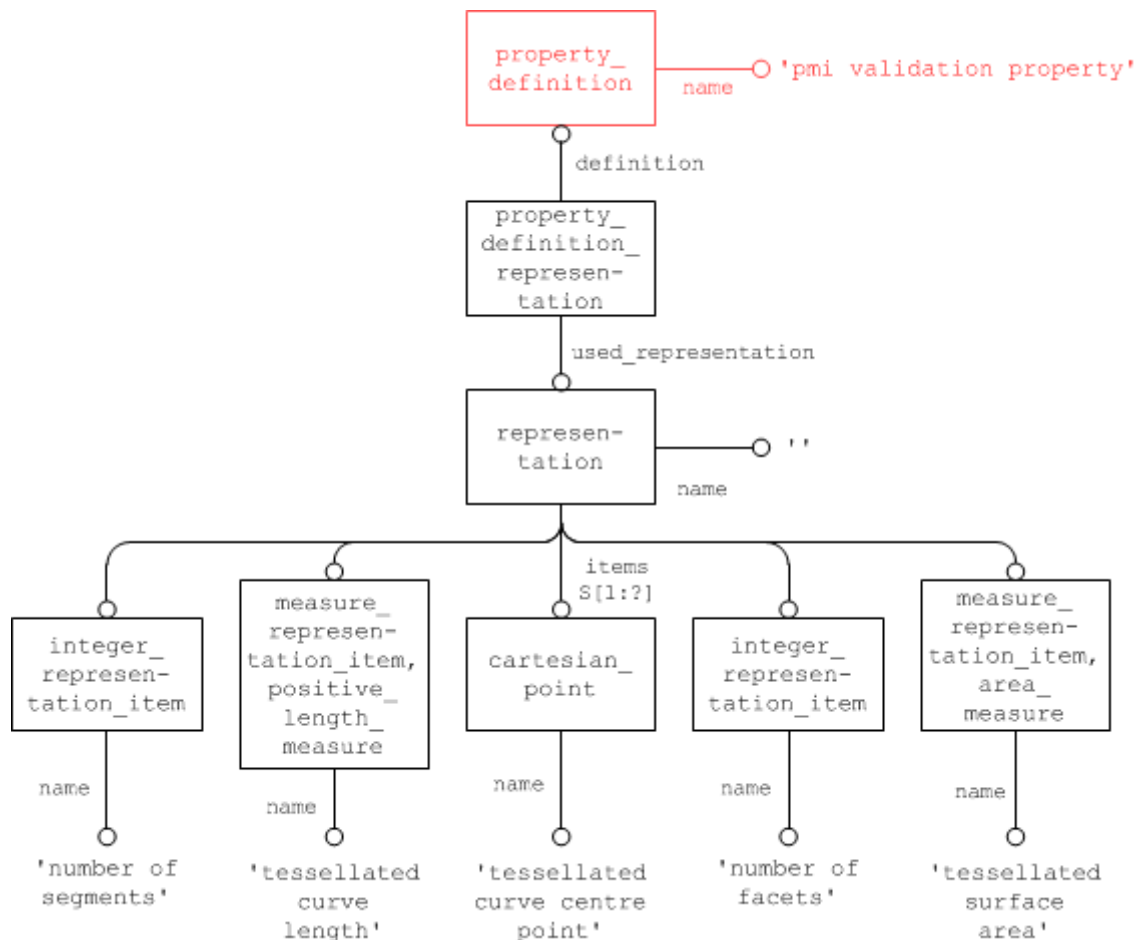 property_
definition
name
'pmi validation property'
definition
property_
definition_
represen-
tation
used_representation
represen-
tation
name
''
items
S[1:?]
integer_
represen-
tation_item
measure_
represen-
tation_item,
positive_
length_
measure
cartesian_
point
integer_
represen-
tation_item
measure_
represen-
tation_item,
area_
measure
name
name
name
name
name
'number of
segments'
'tessellated
curve
length'
'tessellated
curve centre
point'
'number of
facets'
'tessellated
surface
area'